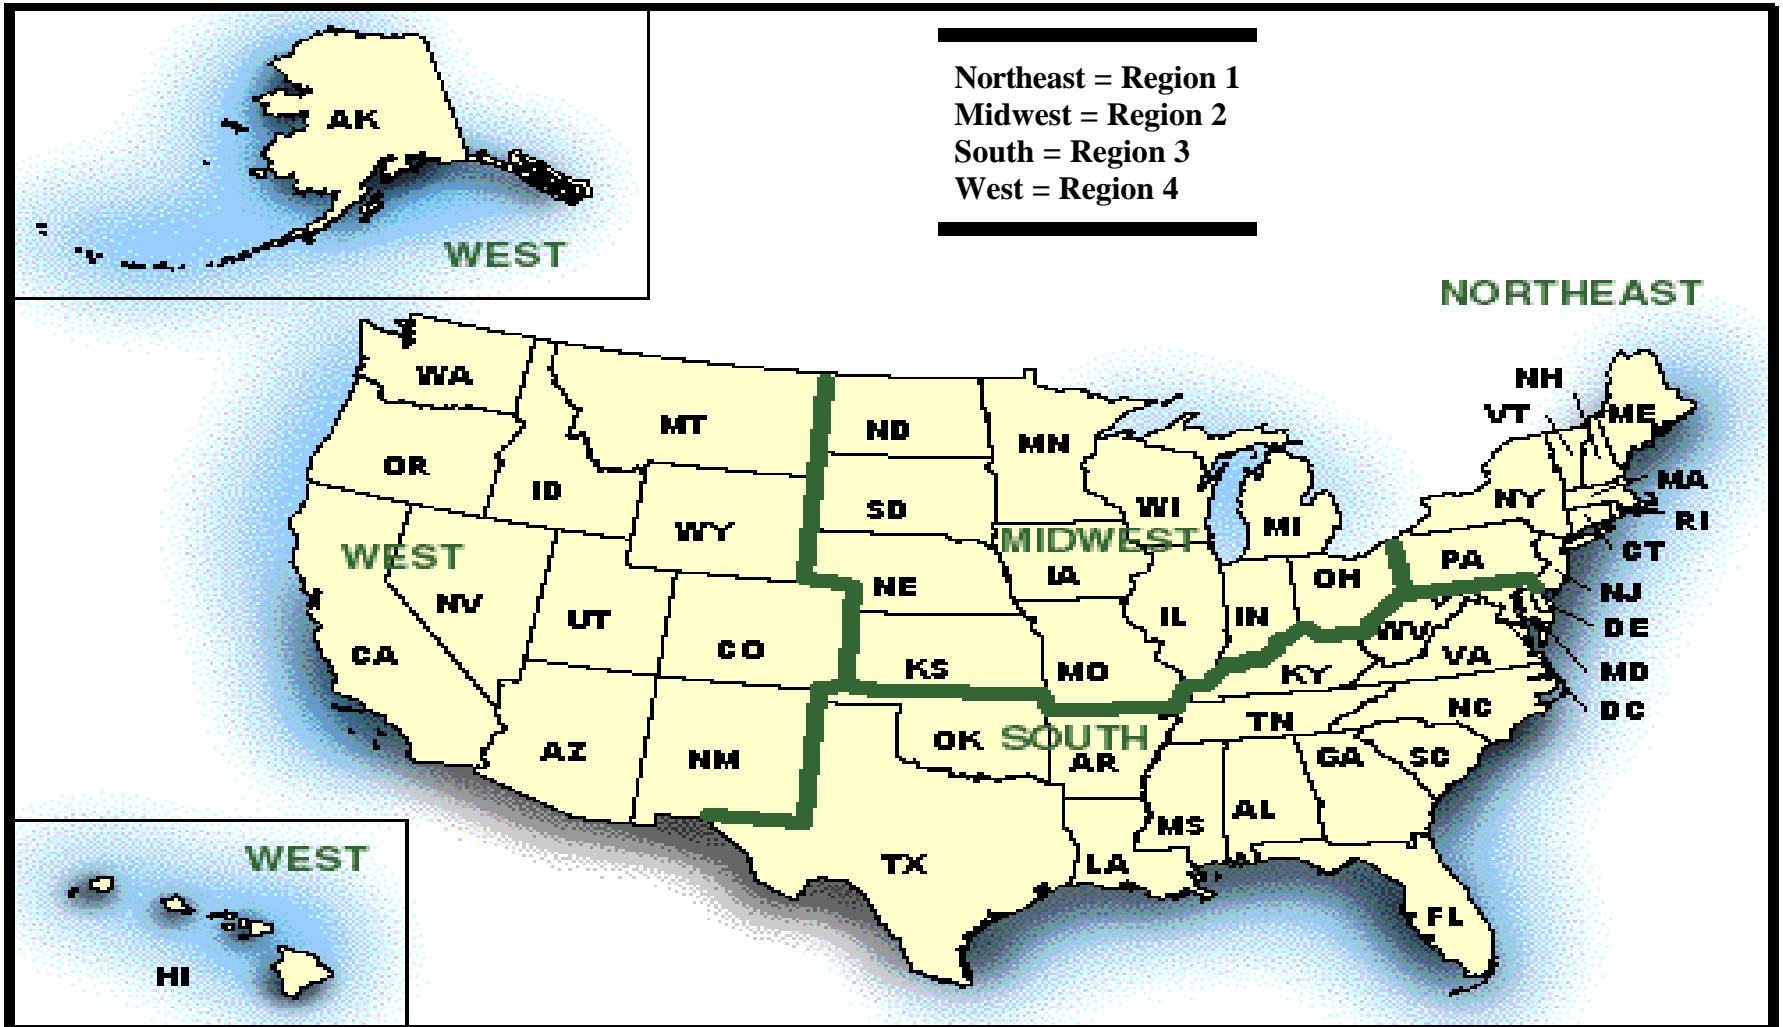 AK
WEST
Northeast = Region 1
Midwest = Region 2
South = Region 3
West = Region 4
NORTHEAST
WA
MT
ND
MN
NH
VT
ME
OR
ID
WY
SD
WI
MI
NY
MA
RI
CT
WEST
MIDWEST
NV
UT
CO
NE
IA
IL
IN
OH
PA
NJ
DE
CA
KS
MO
KY
WV
VA
MD
DC
AZ
NM
OK
SOUTH
AR
TN
NC
GA
SC
TX
LA
MS
AL
FL
WEST
HI